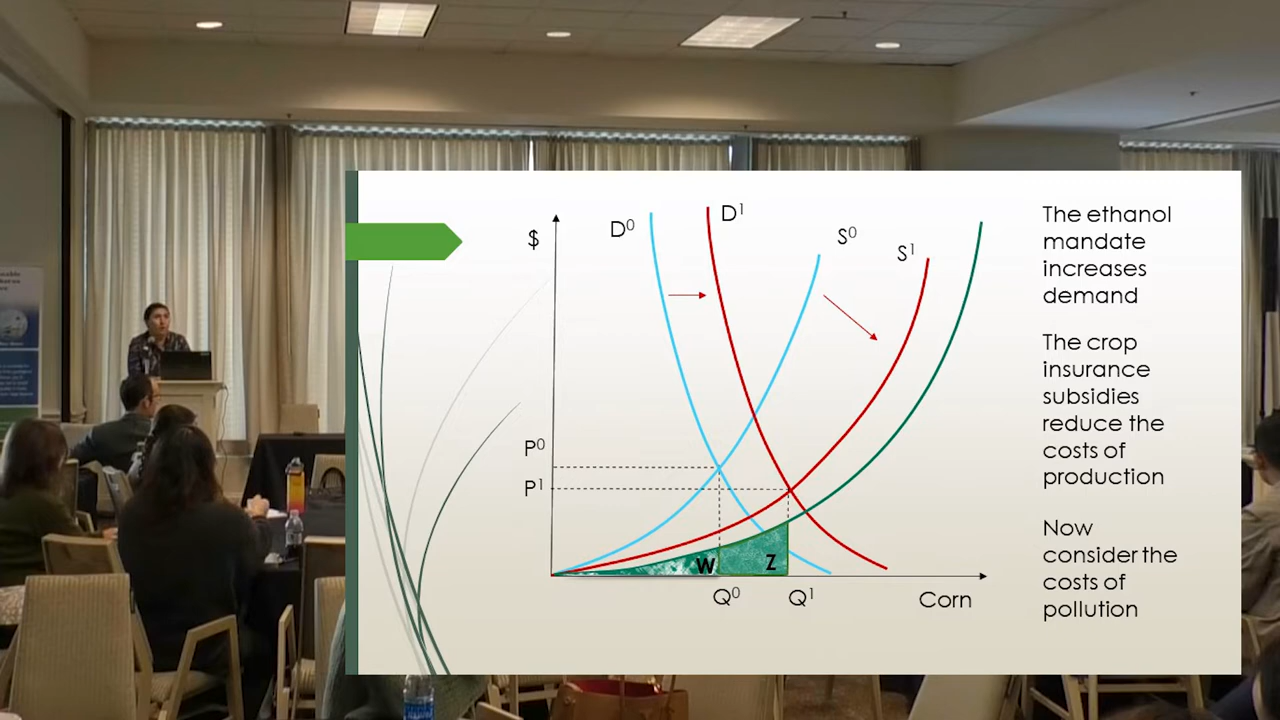 $
D⁰
D¹
S⁰
S¹
P⁰
P¹
W
Z
Q⁰
Q¹
Corn
The ethanol
mandate
increases
demand
The crop
insurance
subsidies
reduce the
costs of
production
Now
consider the
costs of
pollution